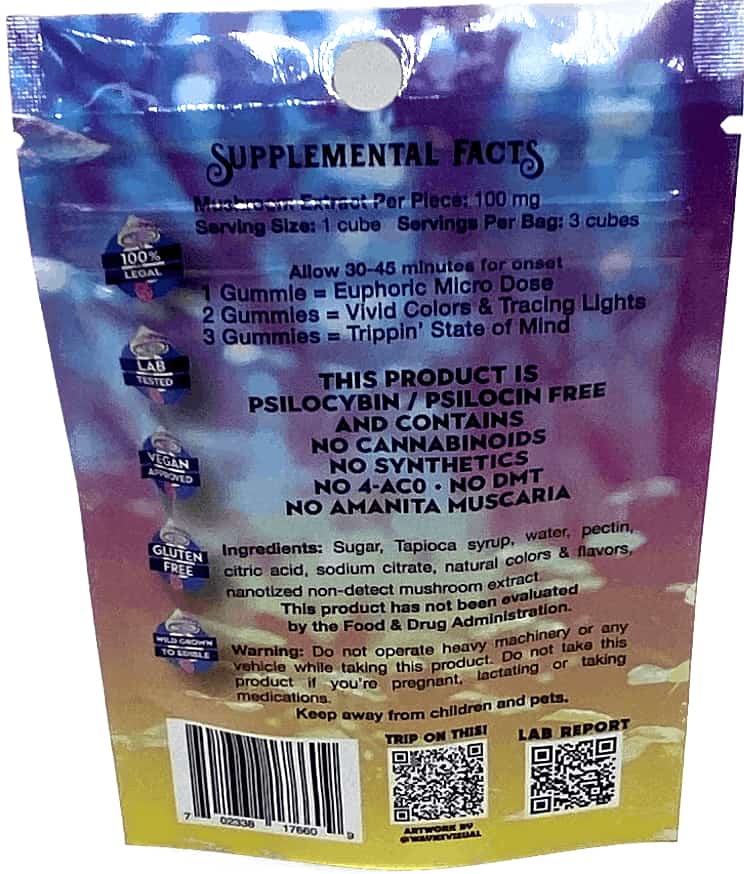 SUPPLEMENTAL FACTS
Mushroom Extract Per Piece: 100 mg
Serving Size: 1 cube Servings Per Bag: 3 cubes
Allow 30-45 minutes for onset
1 Gummie = Euphoric Micro Dose
2 Gummies = Vivid Colors & Tracing Lights
3 Gummies = Trippin' State of Mind
100%
LEGAL
LAB
TESTED
VEGAN
APPROVED
GLUTEN
FREE
WILD GROWN
TO EDIBLE
THIS PRODUCT IS
PSILOCYBIN / PSILOCIN FREE
AND CONTAINS
NO CANNABINOIDS
NO SYNTHETICS
NO 4-ACO · NO DMT
NO AMANITA MUSCARIA
Ingredients: Sugar, Tapioca syrup, water, pectin,
citric acid, sodium citrate, natural colors & flavors,
nanotized non-detect mushroom extract.
This product has not been evaluated
by the Food & Drug Administration.
Warning: Do not operate heavy machinery or any
vehicle while taking this product. Do not take this
product if you're pregnant, lactating or taking
medications.
Keep away from children and pets.
TRIP ON THIS!
LAB REPORT
7 02338 17660 9
ARTWORK BY